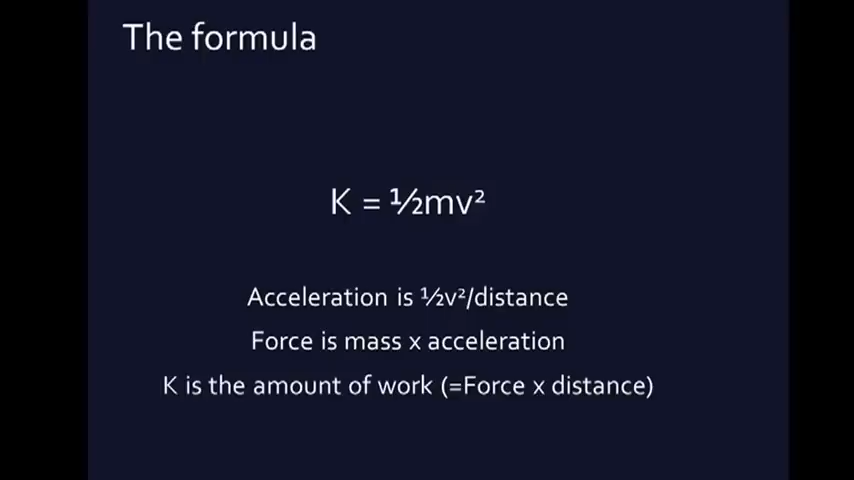 The formula
K = ½mv²
Acceleration is ½v²/distance
Force is mass x acceleration
K is the amount of work (=Force x distance)